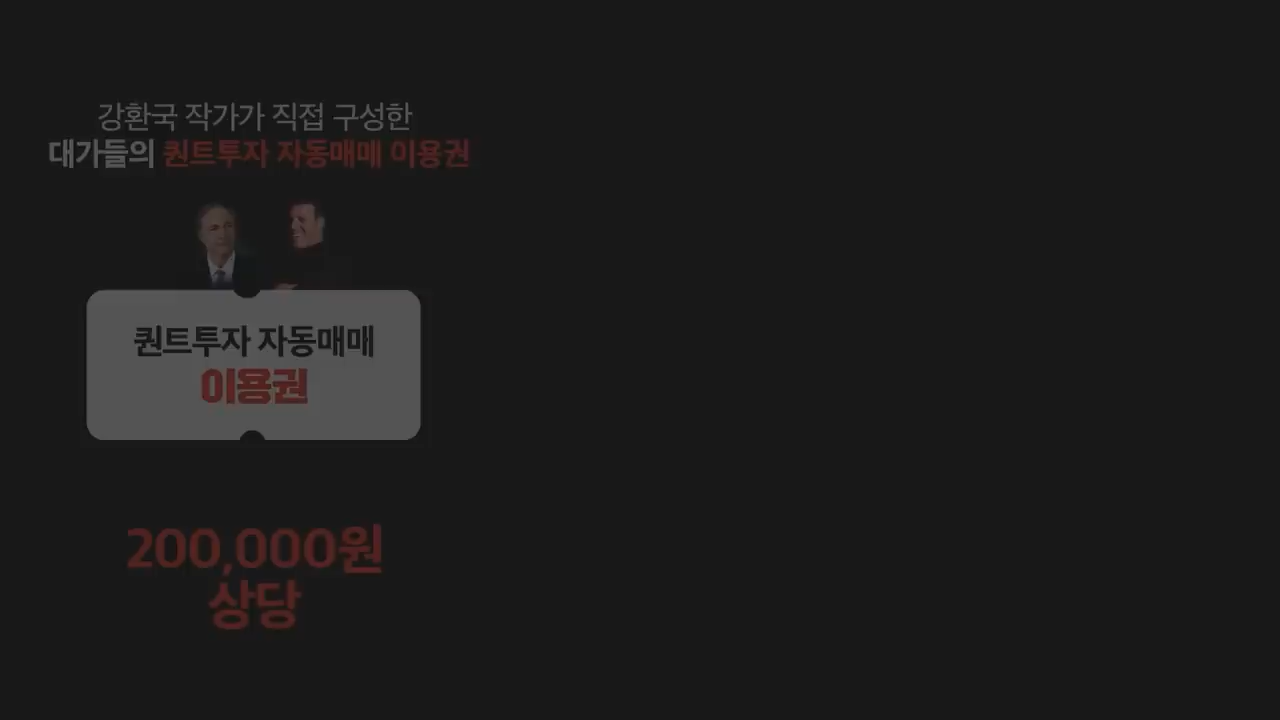 강환국 작가가 직접 구성한
대가들의 퀀트투자 자동매매 이용권
퀀트투자 자동매매
이용권
200,000원
상당